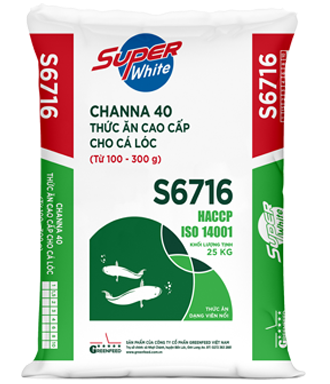 SUPER
White
S6716
S6716
CHANNA 40
THỨC ĂN CAO CẤP
CHO CÁ LÓC
(Từ 100 - 300 g)
S6716
HACCP
ISO 14001
KHỐI LƯỢNG TỊNH
25 KG
CHANNA 40
THỨC ĂN CAO CẤP
CHO CÁ LÓC
SUPER
White
THỨC ĂN
DẠNG VIÊN NỔI
GREENFEED
SẢN PHẨM CỦA CÔNG TY CỔ PHẦN GREENFEED VIỆT NAM